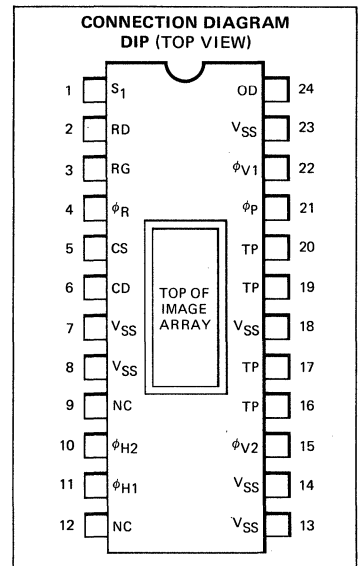 CONNECTION DIAGRAM
DIP (TOP VIEW)
1 S1 OD 24
2 RD VSS 23
3 RG ϕV1 22
4 ϕR ϕP 21
5 CS TP 20
6 CD TP 19
7 VSS VSS 18
8 VSS TP 17
9 NC TP 16
10 ϕH2 ϕV2 15
11 ϕH1 VSS 14
12 NC VSS 13
TOP OF
IMAGE
ARRAY